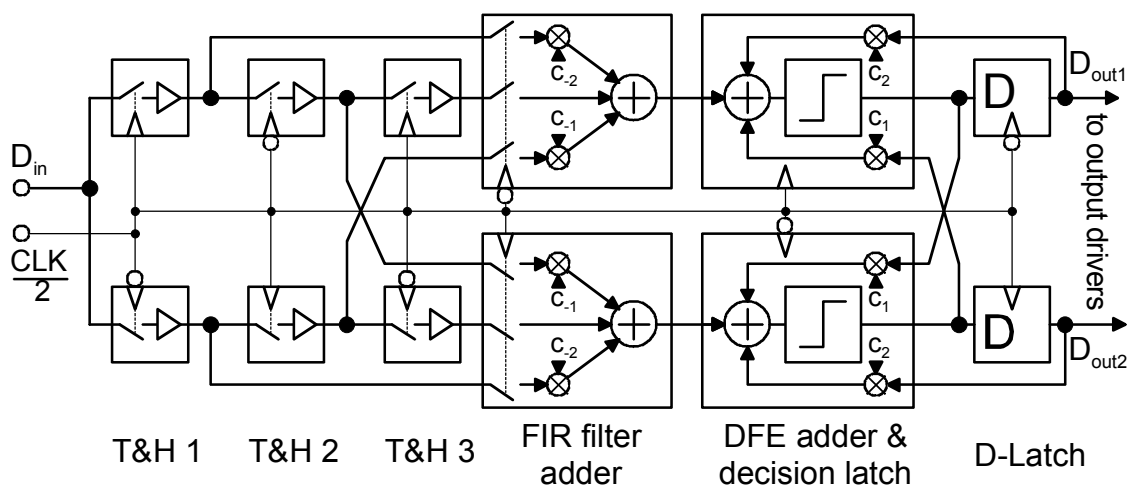 D_in
CLK
2
C_-2
C_-1
C_2
C_1
D
D_out1
to output drivers
C_-1
C_-2
C_1
C_2
D
D_out2
T&H 1
T&H 2
T&H 3
FIR filter
adder
DFE adder &
decision latch
D-Latch